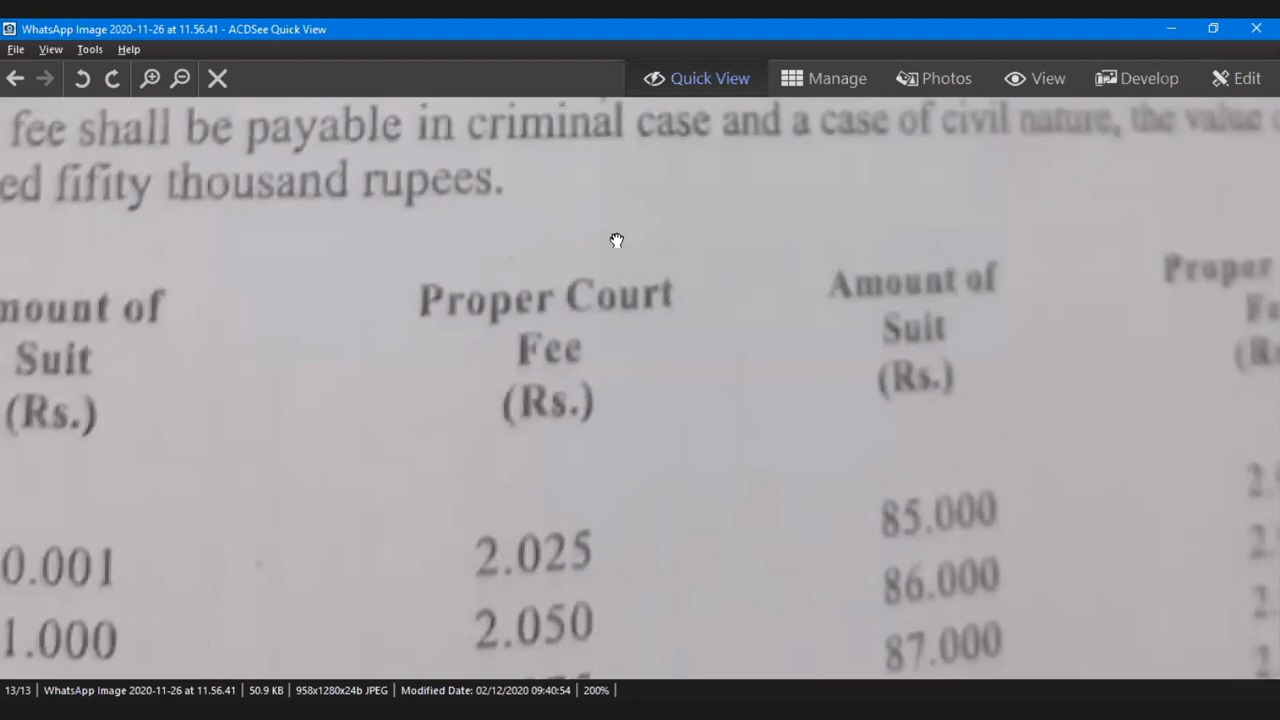 WhatsApp Image 2020-11-26 at 11.56.41 - ACDSee Quick View
File View Tools Help
Quick View Manage Photos View Develop Edit
fee shall be payable in criminal case and a case of civil nature, the value
ed fifity thousand rupees.
mount of Proper Court Amount of Proper
Suit Fee Suit
(Rs.) (Rs.) (Rs.)
0.001 2.025 85.000
1.000 2.050 86.000
87.000
13/13 WhatsApp Image 2020-11-26 at 11.56.41 50.9 KB 958x1280x24b JPEG Modified Date: 02/12/2020 09:40:54 200%